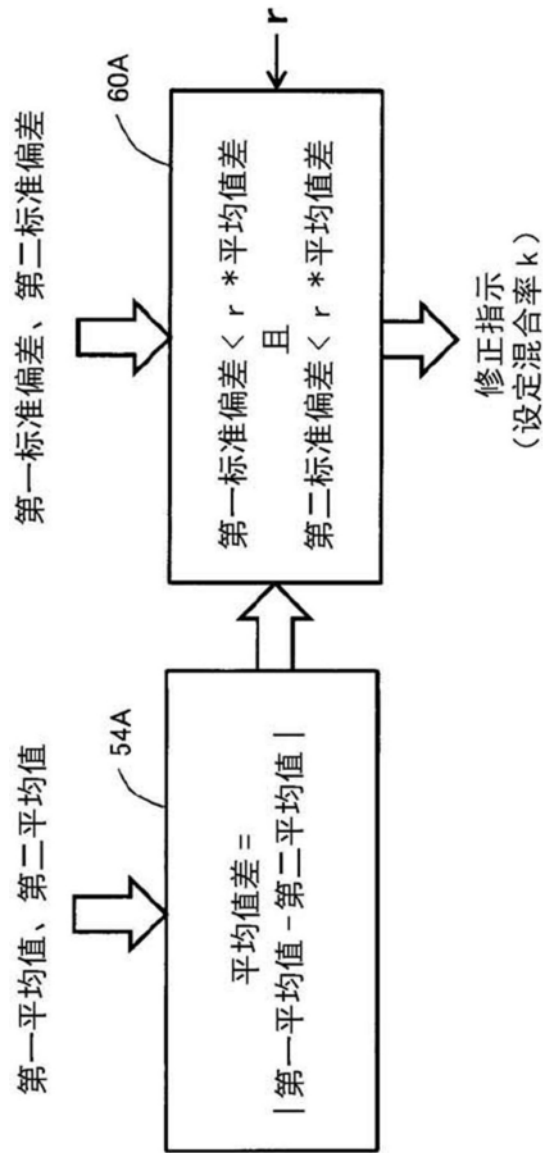 第一平均值、第二平均值
54A
平均值差=
|第一平均值-第二平均值|
第一标准偏差、第二标准偏差
60A
第一标准偏差< r *平均值差
且
第二标准偏差< r *平均值差
r
修正指示
(设定混合率k)